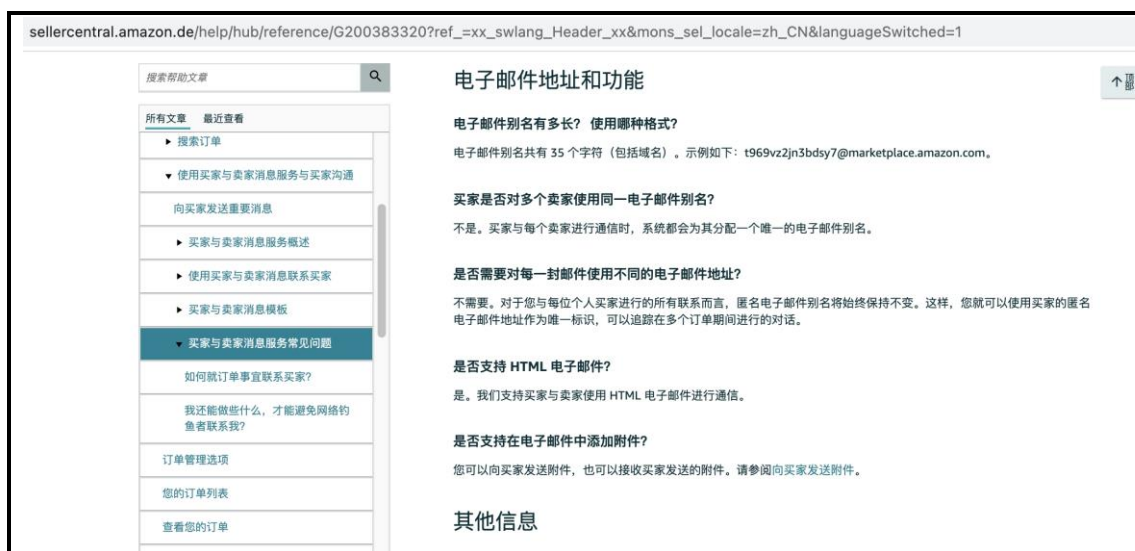 sellercentral.amazon.de/help/hub/reference/G200383320?ref_=xx_swlang_Header_xx&mons_sel_locale=zh_CN&languageSwitched=1
搜索帮助文章
所有文章 最近查看
搜索订单
使用买家与卖家消息服务与买家沟通
向买家发送重要消息
买家与卖家消息服务概述
使用买家与卖家消息联系买家
买家与卖家消息模板
买家与卖家消息服务常见问题
如何就订单事宜联系买家?
我还能做些什么，才能避免网络钓
鱼者联系我?
订单管理选项
您的订单列表
查看您的订单
电子邮件地址和功能
电子邮件别名有多长? 使用哪种格式?
电子邮件别名共有 35 个字符（包括域名）。示例如下：t969vz2jn3bdsy7@marketplace.amazon.com。
买家是否对多个卖家使用同一电子邮件别名?
不是。买家与每个卖家进行通信时，系统都会为其分配一个唯一的电子邮件别名。
是否需要对每一封邮件使用不同的电子邮件地址?
不需要。对于您与每位个人买家进行的所有联系而言，匿名电子邮件别名将始终保持不变。这样，您就可以使用买家的匿名
电子邮件地址作为唯一标识，可以追踪在多个订单期间进行的对话。
是否支持 HTML 电子邮件?
是。我们支持买家与卖家使用 HTML 电子邮件进行通信。
是否支持在电子邮件中添加附件?
您可以向买家发送附件，也可以接收买家发送的附件。请参阅向买家发送附件。
其他信息